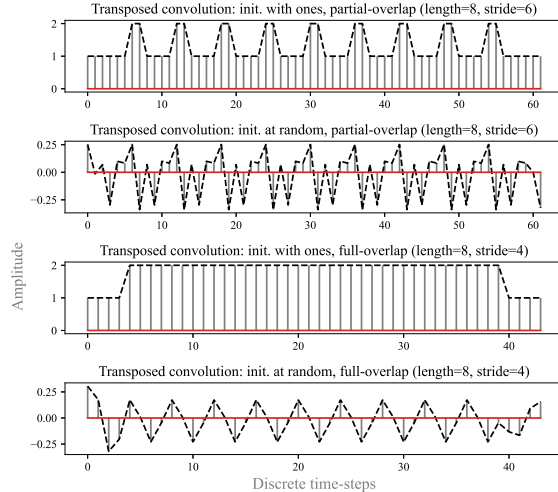 Transposed convolution: init. with ones, partial-overlap (length=8, stride=6)
2
1
0
0 10 20 30 40 50 60
Transposed convolution: init. at random, partial-overlap (length=8, stride=6)
0.25
0.00
−0.25
0 10 20 30 40 50 60
Amplitude
Transposed convolution: init. with ones, full-overlap (length=8, stride=4)
2
1
0
0 10 20 30 40
Transposed convolution: init. at random, full-overlap (length=8, stride=4)
0.25
0.00
−0.25
0 10 20 30 40
Discrete time-steps